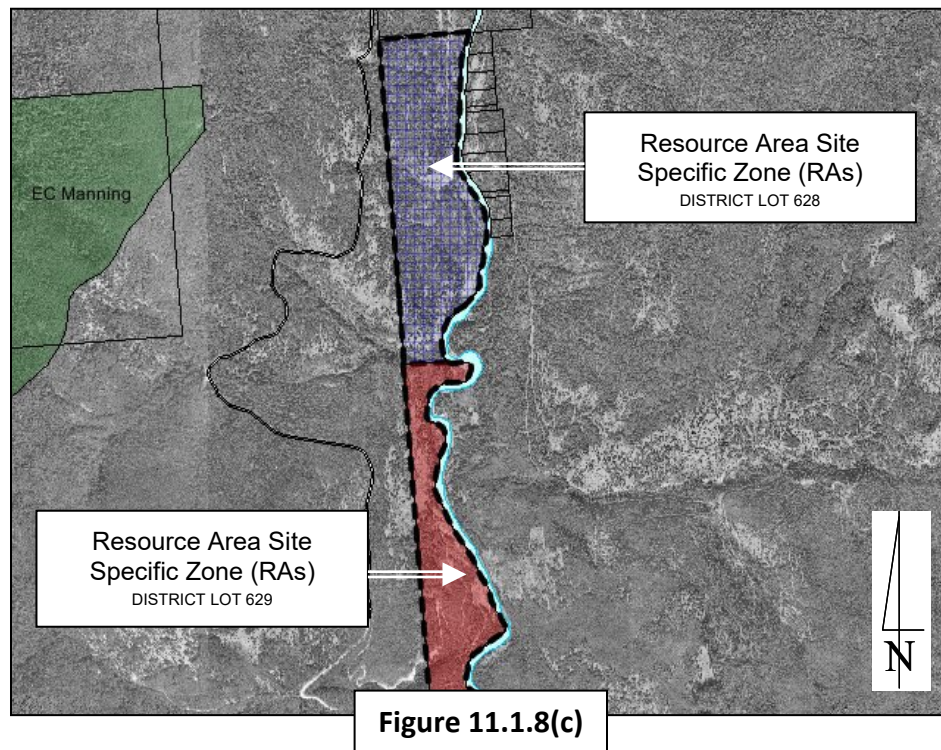 Resource Area Site
Specific Zone (RAs)
DISTRICT LOT 628
EC Manning
Resource Area Site
Specific Zone (RAs)
DISTRICT LOT 629
N
Figure 11.1.8(c)